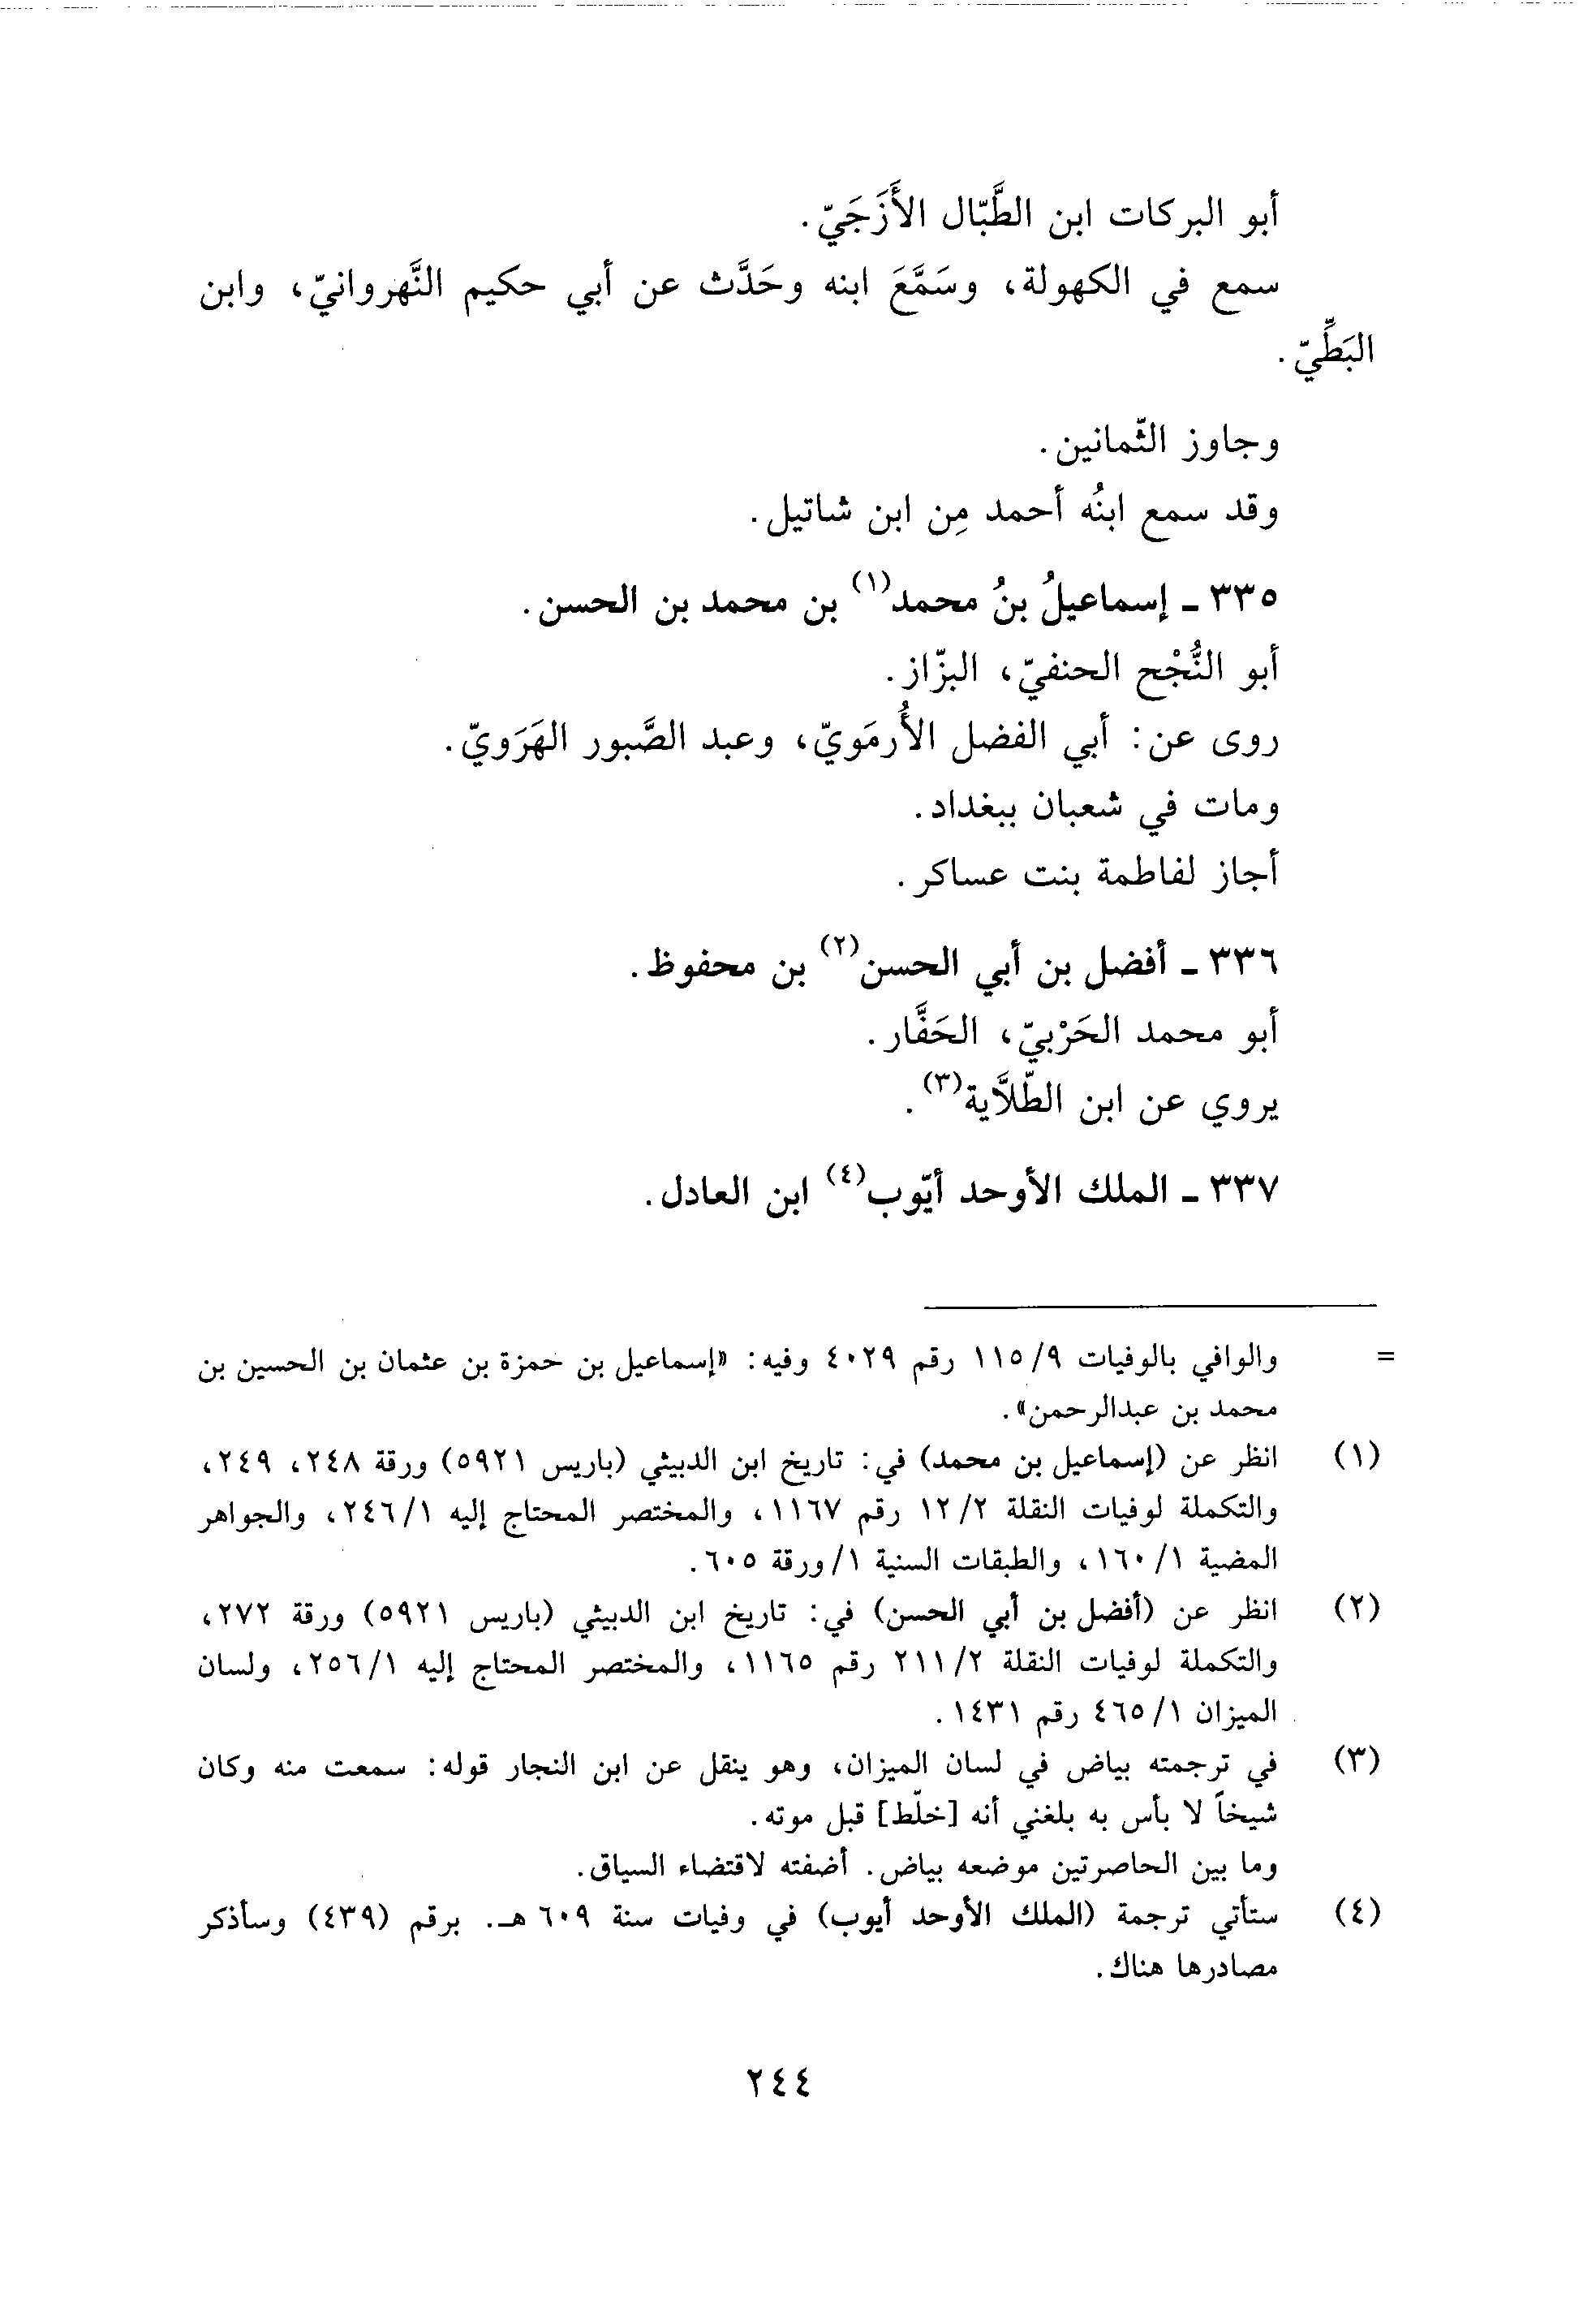 أبو البركات ابن الطَّبّال الأَزَجَيّ.
سمع في الكهولة، وسَمَّعَ ابنه وحَدَّث عن أبي حكيم النَّهروانيّ، وابن
البَطِّيّ.
وجاوز الثّمانين.
وقد سمع ابنُه أحمد مِن ابن شاتيل.
٣٣٥ ـ إسماعيلُ بنُ محمد(١) بن محمد بن الحسن.
أبو النُّجْح الحنفيّ، البزّاز.
روى عن: أبي الفضل الأُرمَويّ، وعبد الصَّبور الهَرَويّ.
ومات في شعبان ببغداد.
أجاز لفاطمة بنت عساكر.
٣٣٦ ـ أفضل بن أبي الحسن(٢) بن محفوظ.
أبو محمد الحَرْبيّ، الحَفَّار.
يروي عن ابن الطّلاَّية(٣).
٣٣٧ ـ الملك الأوحد أيّوب(٤) ابن العادل.
= والوافي بالوفيات ٩/ ١١٥ رقم ٤٠٢٩ وفيه: «إسماعيل بن حمزة بن عثمان بن الحسين بن
محمد بن عبدالرحمن».
(١) انظر عن (إسماعيل بن محمد) في: تاريخ ابن الدبيثي (باريس ٥٩٢١) ورقة ٢٤٨، ٢٤٩،
والتكملة لوفيات النقلة ٢/ ١٢ رقم ١١٦٧، والمختصر المحتاج إليه ١/ ٢٤٦، والجواهر
المضية ١/ ١٦٠، والطبقات السنية ١/ ورقة ٦٠٥.
(٢) انظر عن (أفضل بن أبي الحسن) في: تاريخ ابن الدبيثي (باريس ٥٩٢١) ورقة ٢٧٢،
والتكملة لوفيات النقلة ٢/ ٢١١ رقم ١١٦٥، والمختصر المحتاج إليه ١/ ٢٥٦، ولسان
الميزان ١/ ٤٦٥ رقم ١٤٣١.
(٣) في ترجمته بياض في لسان الميزان، وهو ينقل عن ابن النجار قوله: سمعت منه وكان
شيخاً لا بأس به بلغني أنه [خلّط] قبل موته.
وما بين الحاصرتين موضعه بياض. أضفته لاقتضاء السياق.
(٤) ستأتي ترجمة (الملك الأوحد أيوب) في وفيات سنة ٦٠٩ هـ. برقم (٤٣٩) وسأذكر
مصادرها هناك.
٢٤٤